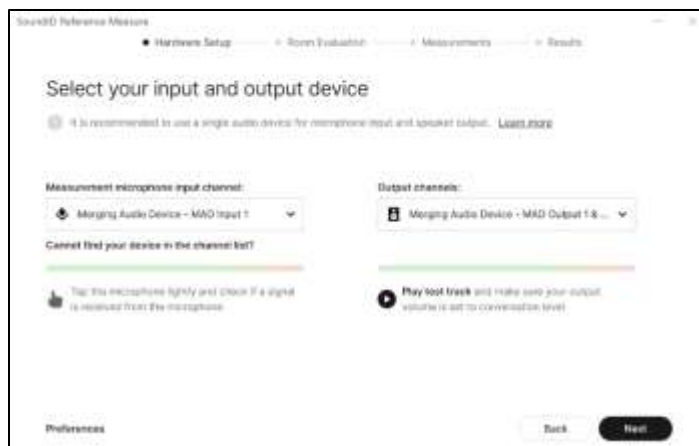 SoundID Reference Measure
Hardware Setup Room Evaluation Measurements Results
Select your input and output device
It is recommended to use a single audio device for microphone input and speaker output. Learn more
Measurement microphone input channel: Output channels:
Merging Audio Device - MAD Input 1 Merging Audio Device - MAD Output 1 & ...
Cannot find your device in the channel list?
Tap the microphone lightly and check if a signal Play test track and make sure your output
is received from the microphone. volume is set to conversation level.
Preferences Back Next